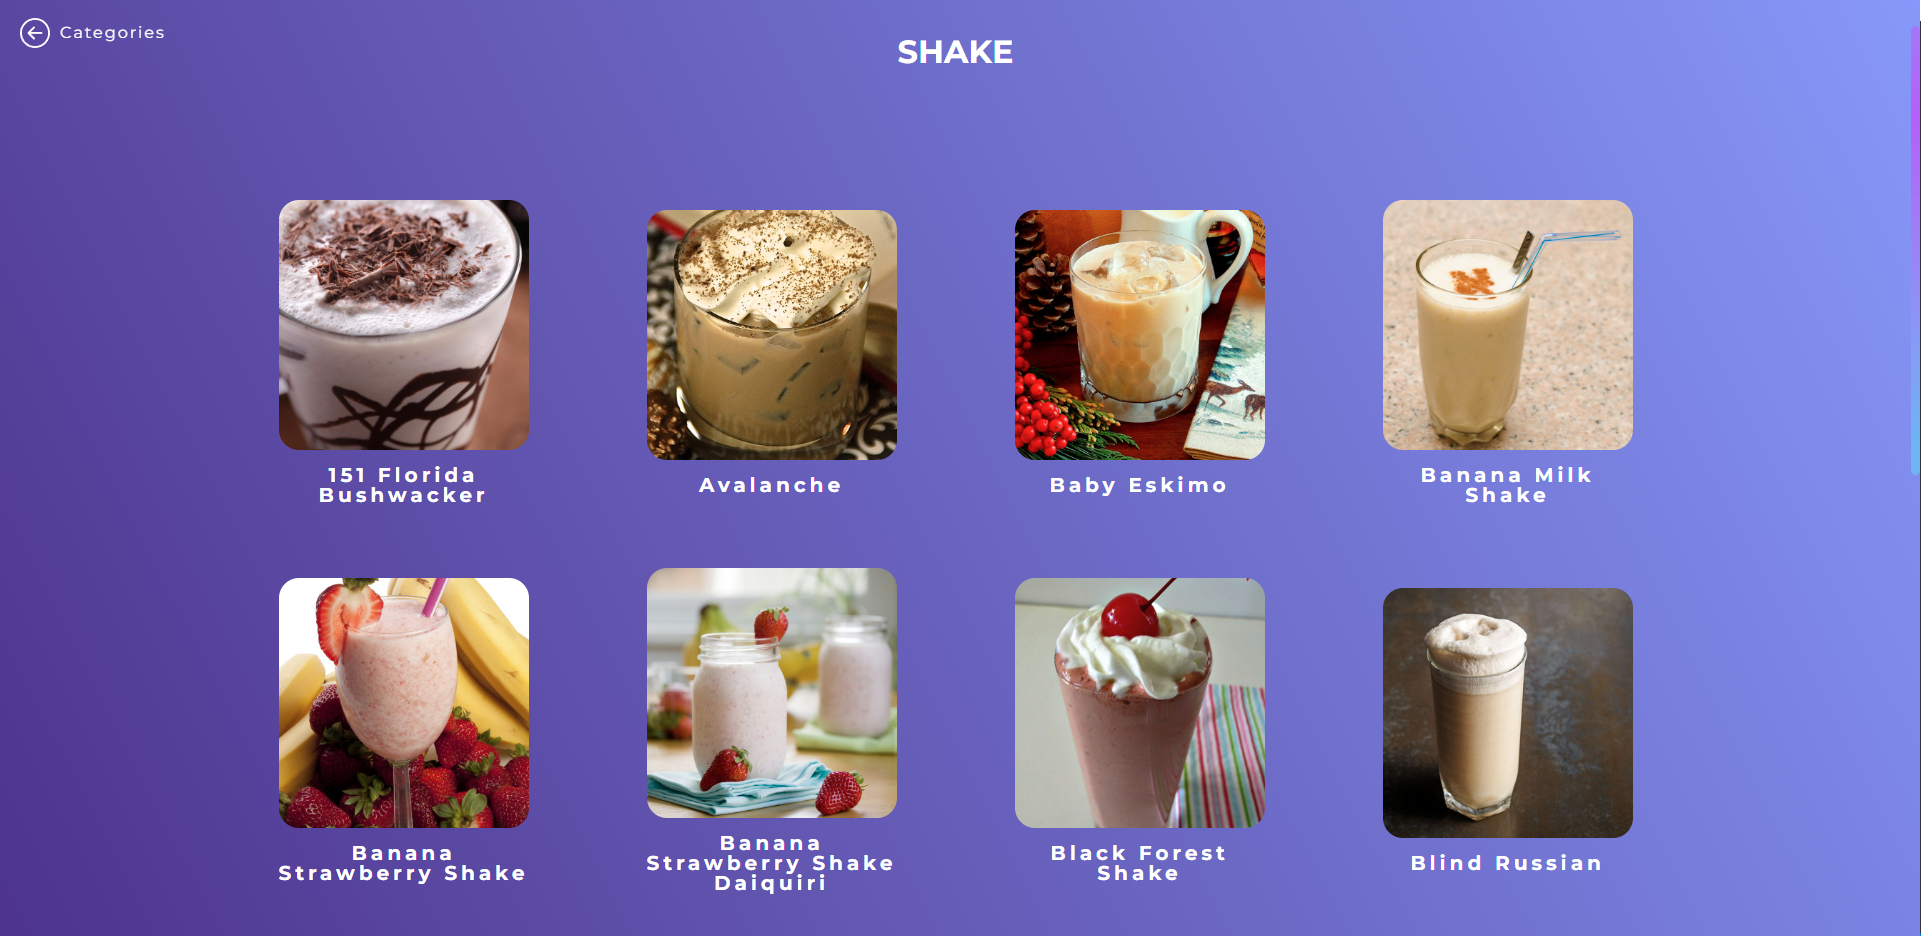 Categories
SHAKE
151 Florida
Bushwacker
Avalanche
Baby Eskimo
Banana Milk
Shake
Banana
Strawberry Shake
Banana
Strawberry Shake
Daiquiri
Black Forest
Shake
Blind Russian